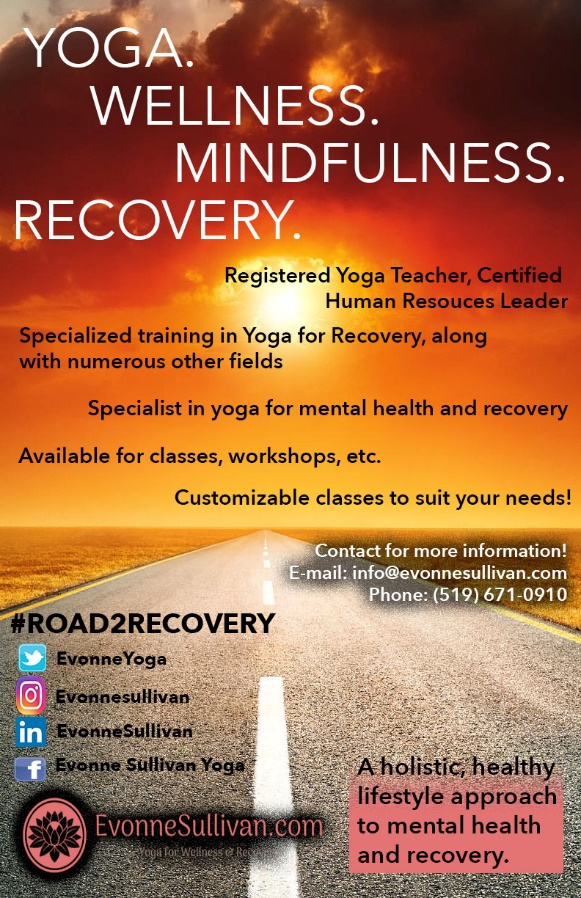 YOGA.
WELLNESS.
MINDFULNESS.
RECOVERY.
Registered Yoga Teacher, Certified
Human Resouces Leader
Specialized training in Yoga for Recovery, along
with numerous other fields
Specialist in yoga for mental health and recovery
Available for classes, workshops, etc.
Customizable classes to suit your needs!
Contact for more information!
E-mail: info@evonnesullivan.com
Phone: (519) 671-0910
#ROAD2RECOVERY
EvonneYoga
Evonnesullivan
EvonneSullivan
Evonne Sullivan Yoga
EvonneSullivan.com
Yoga for Wellness &
A holistic, healthy
lifestyle approach
to mental health
and recovery.